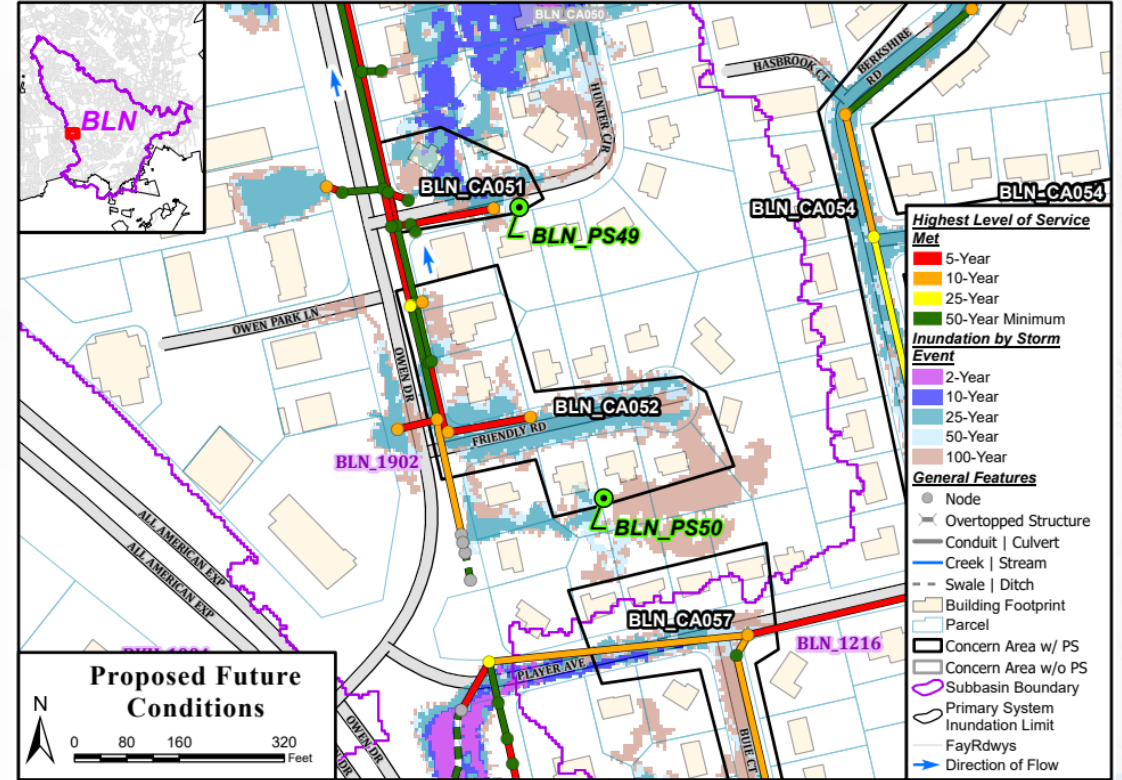 BLN
BLN_CA050
HUNTER CIR
HASBROOK CT
BERKSHIRE
RD
BLN_CA051
BLN_PS49
BLN_CA054
BLN_CA054
OWEN PARK LN
OWEN DR
BLN_CA052
FRIENDLY RD
BLN_1902
BLN_PS50
ALL AMERICAN EXP
ALL AMERICAN EXP
BLN_CA057
BLN_1216
PLAYER AVE
BUIE CT
OWEN DR
DR
Proposed Future
Conditions
N
0 80 160 320
Feet
Highest Level of Service
Met
5-Year
10-Year
25-Year
50-Year Minimum
Inundation by Storm
Event
2-Year
10-Year
25-Year
50-Year
100-Year
General Features
Node
Overtopped Structure
Conduit | Culvert
Creek | Stream
Swale | Ditch
Building Footprint
Parcel
Concern Area w/ PS
Concern Area w/o PS
Subbasin Boundary
Primary System
Inundation Limit
FayRdwys
Direction of Flow